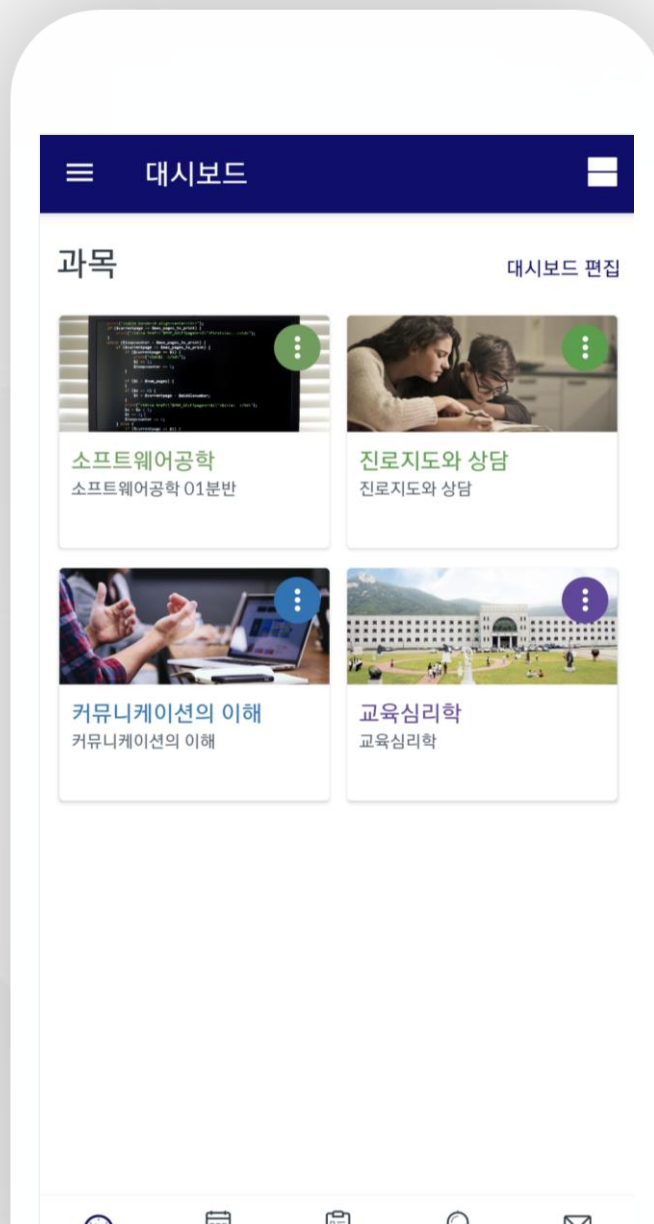 대시보드
과목
대시보드 편집
소프트웨어공학
소프트웨어공학 01분반
진로지도와 상담
진로지도와 상담
커뮤니케이션의 이해
커뮤니케이션의 이해
교육심리학
교육심리학